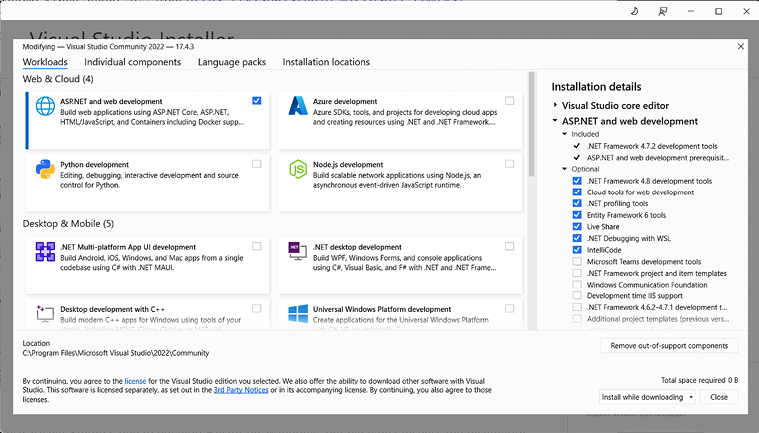 Visual Studio Installer
Modifying — Visual Studio Community 2022 — 17.4.3
Workloads Individual components Language packs Installation locations
Web & Cloud (4)
ASP.NET and web development
Build web applications using ASP.NET Core, ASP.NET,
HTML/JavaScript, and Containers including Docker supp...
Azure development
Azure SDKs, tools, and projects for developing cloud apps
and creating resources using .NET and .NET Framework....
Python development
Editing, debugging, interactive development and source
control for Python.
Node.js development
Build scalable network applications using Node.js, an
asynchronous event-driven JavaScript runtime.
Desktop & Mobile (5)
.NET Multi-platform App UI development
Build Android, iOS, Windows, and Mac apps from a single
codebase using C# with .NET MAUI.
.NET desktop development
Build WPF, Windows Forms, and console applications
using C#, Visual Basic, and F# with .NET and .NET Frame...
Desktop development with C++
Build modern C++ apps for Windows using tools of your
Universal Windows Platform development
Create applications for the Universal Windows Platform
Installation details
Visual Studio core editor
ASP.NET and web development
Included
.NET Framework 4.7.2 development tools
ASP.NET and web development prerequisit...
Optional
.NET Framework 4.8 development tools
Cloud tools for web development
.NET profiling tools
Entity Framework 6 tools
Live Share
.NET Debugging with WSL
IntelliCode
Microsoft Teams development tools
.NET Framework project and item templates
Windows Communication Foundation
Development time IIS support
.NET Framework 4.6.2-4.7.1 development t...
Additional project templates (previous vers...
Location
C:\Program Files\Microsoft Visual Studio\2022\Community
Remove out-of-support components
By continuing, you agree to the license for the Visual Studio edition you selected. We also offer the ability to download other software with Visual
Studio. This software is licensed separately, as set out in the 3rd Party Notices or in its accompanying license. By continuing, you also agree to those
licenses.
Total space required 0 B
Install while downloading
Close